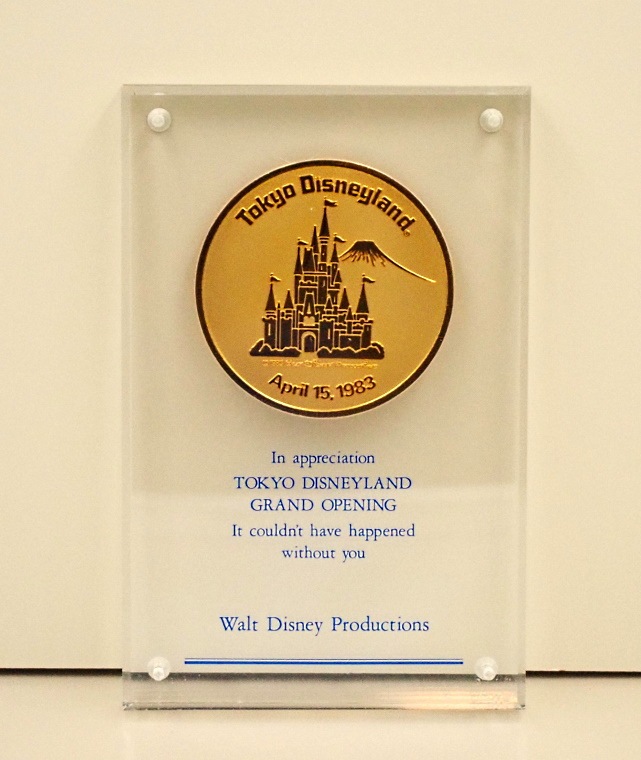 Tokyo Disneyland
April 15, 1983
In appreciation
TOKYO DISNEYLAND
GRAND OPENING
It couldn't have happened
without you
Walt Disney Productions